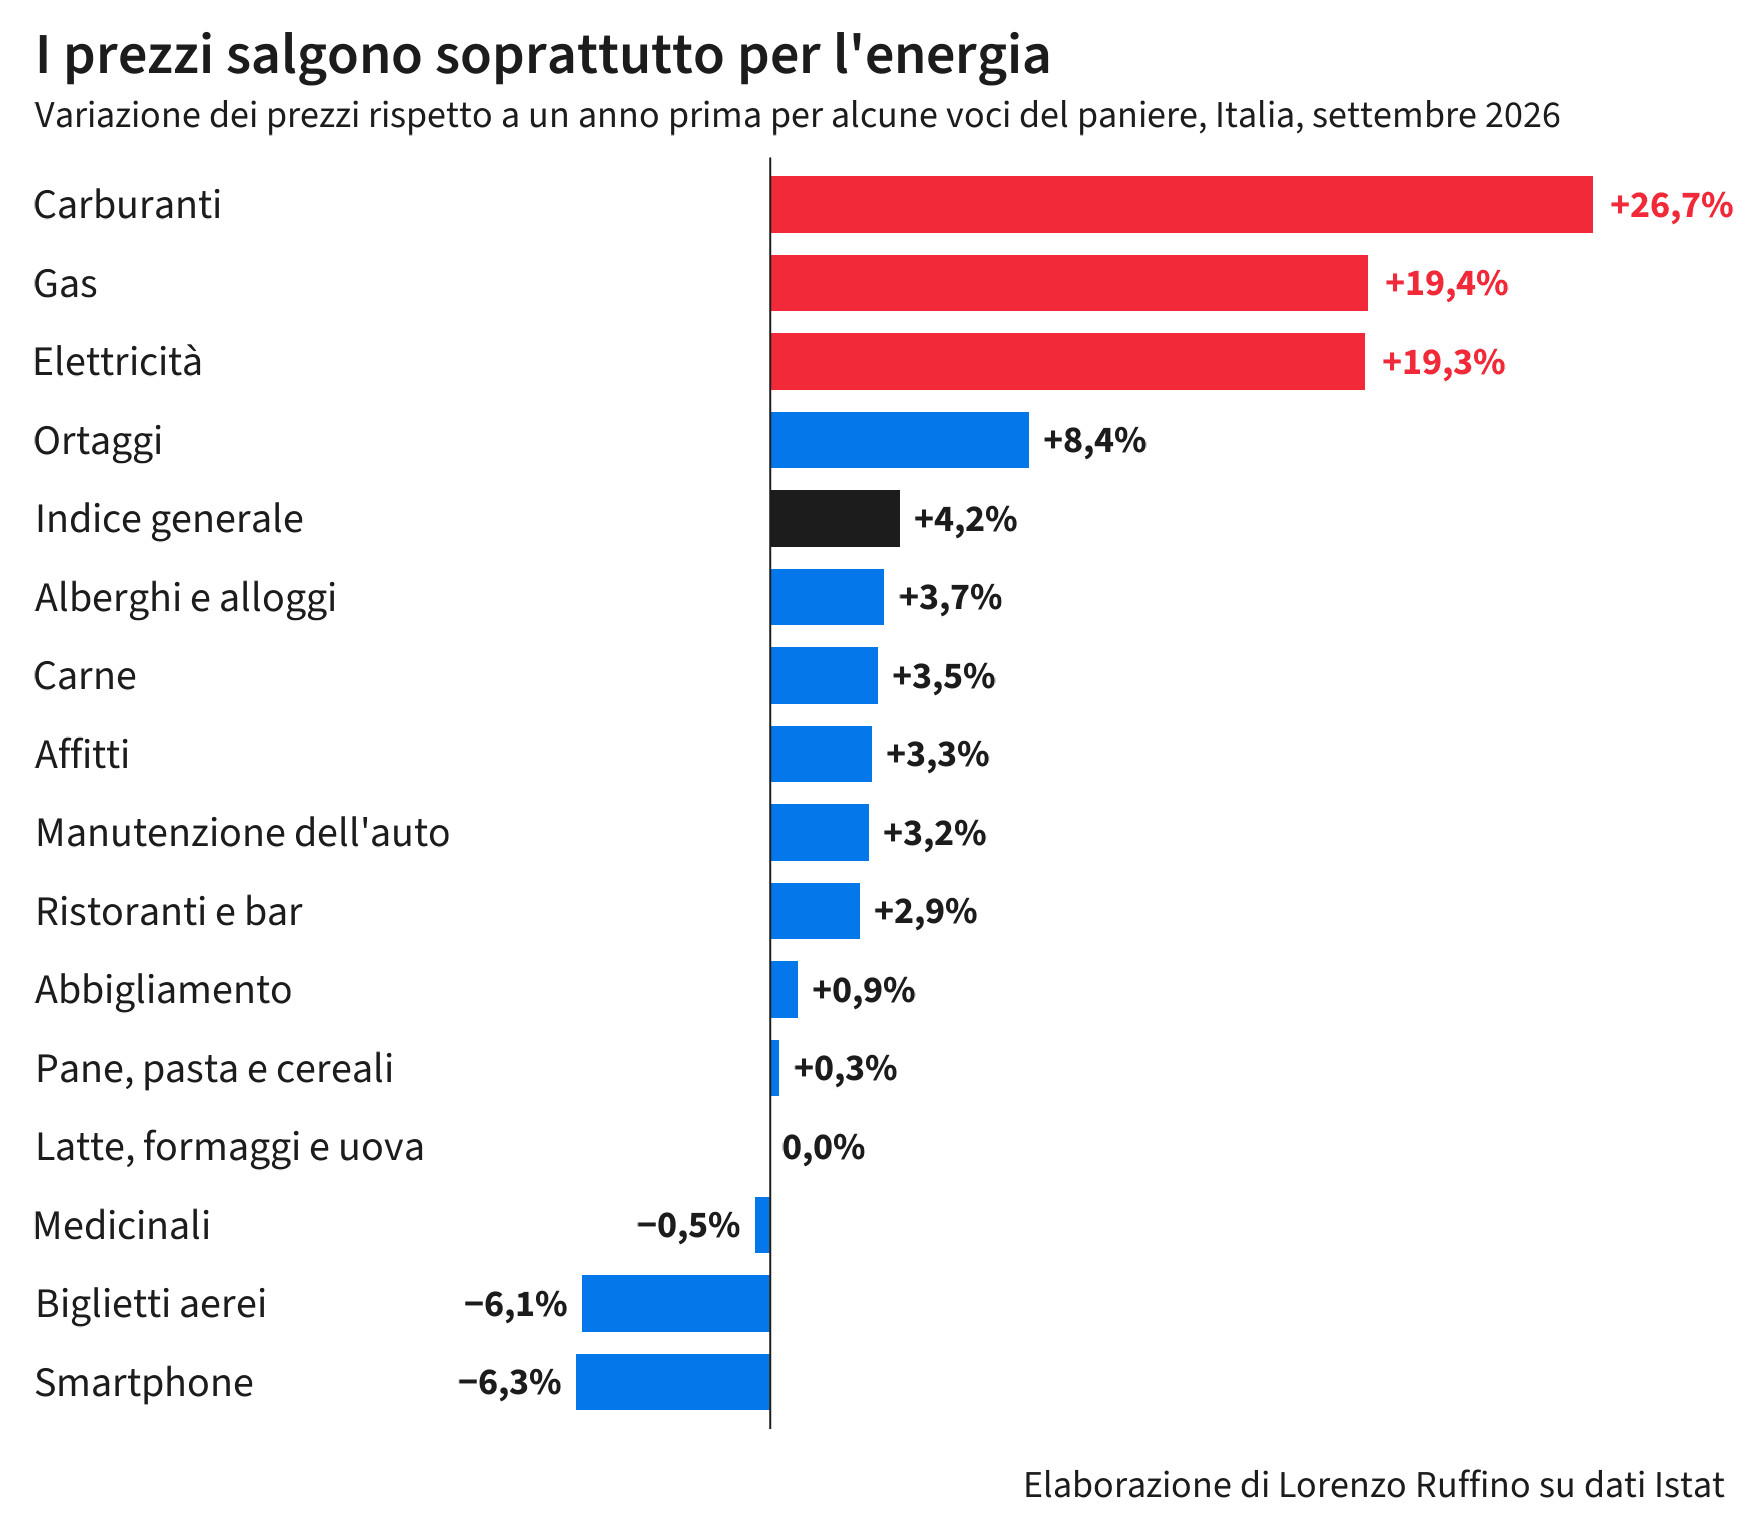 I prezzi salgono soprattutto per l'energia
Variazione dei prezzi rispetto a un anno prima per alcune voci del paniere, Italia, settembre 2026
Carburanti +26,7%
Gas +19,4%
Elettricità +19,3%
Ortaggi +8,4%
Indice generale +4,2%
Alberghi e alloggi +3,7%
Carne +3,5%
Affitti +3,3%
Manutenzione dell'auto +3,2%
Ristoranti e bar +2,9%
Abbigliamento +0,9%
Pane, pasta e cereali +0,3%
Latte, formaggi e uova 0,0%
Medicinali −0,5%
Biglietti aerei −6,1%
Smartphone −6,3%
Elaborazione di Lorenzo Ruffino su dati Istat